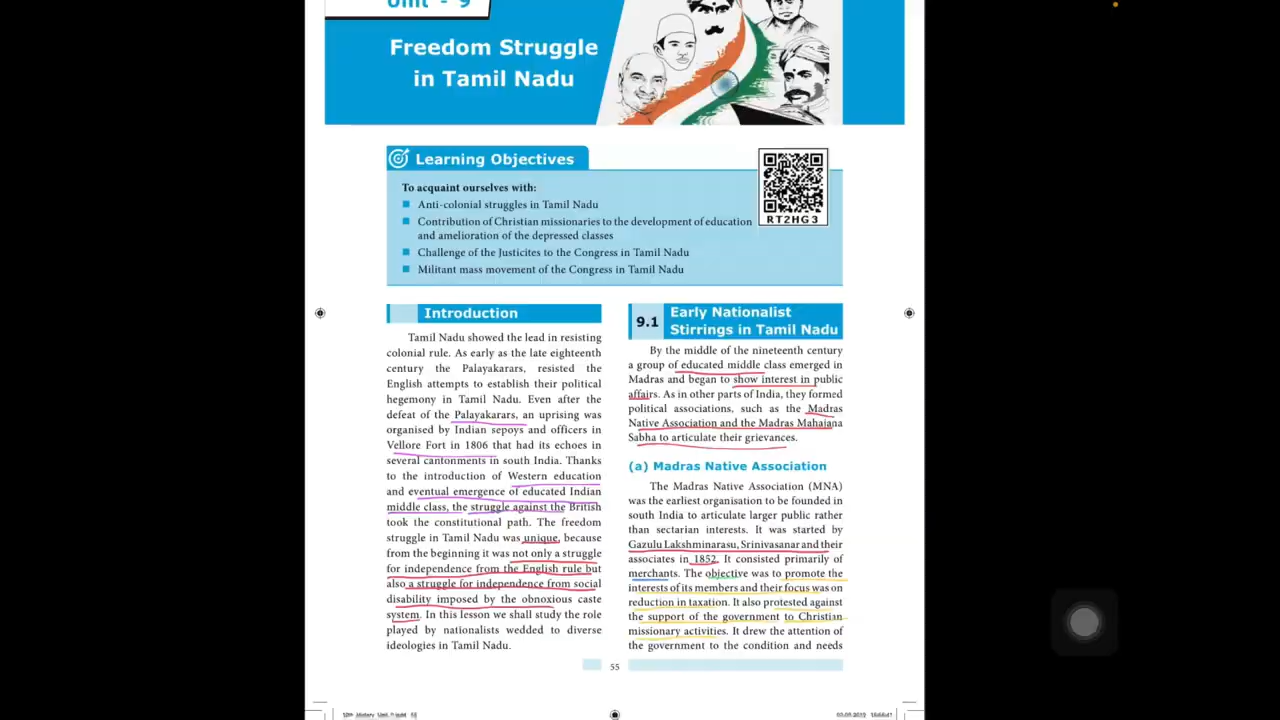 Unit - 9
Freedom Struggle
in Tamil Nadu
Learning Objectives
To acquaint ourselves with:
Anti-colonial struggles in Tamil Nadu
Contribution of Christian missionaries to the development of education
and amelioration of the depressed classes
Challenge of the Justicites to the Congress in Tamil Nadu
Militant mass movement of the Congress in Tamil Nadu
RT2HG3
Introduction
Tamil Nadu showed the lead in resisting
colonial rule. As early as the late eighteenth
century the Palayakarars, resisted the
English attempts to establish their political
hegemony in Tamil Nadu. Even after the
defeat of the Palayakarars, an uprising was
organised by Indian sepoys and officers in
Vellore Fort in 1806 that had its echoes in
several cantonments in south India. Thanks
to the introduction of Western education
and eventual emergence of educated Indian
middle class, the struggle against the British
took the constitutional path. The freedom
struggle in Tamil Nadu was unique, because
from the beginning it was not only a struggle
for independence from the English rule but
also a struggle for independence from social
disability imposed by the obnoxious caste
system. In this lesson we shall study the role
played by nationalists wedded to diverse
ideologies in Tamil Nadu.
9.1
Early Nationalist
Stirrings in Tamil Nadu
By the middle of the nineteenth century
a group of educated middle class emerged in
Madras and began to show interest in public
affairs. As in other parts of India, they formed
political associations, such as the Madras
Native Association and the Madras Mahajana
Sabha to articulate their grievances.
(a) Madras Native Association
The Madras Native Association (MNA)
was the earliest organisation to be founded in
south India to articulate larger public rather
than sectarian interests. It was started by
Gazulu Lakshminarasu, Srinivasanar and their
associates in 1852. It consisted primarily of
merchants. The objective was to promote the
interests of its members and their focus was on
reduction in taxation. It also protested against
the support of the government to Christian
missionary activities. It drew the attention of
the government to the condition and needs
55